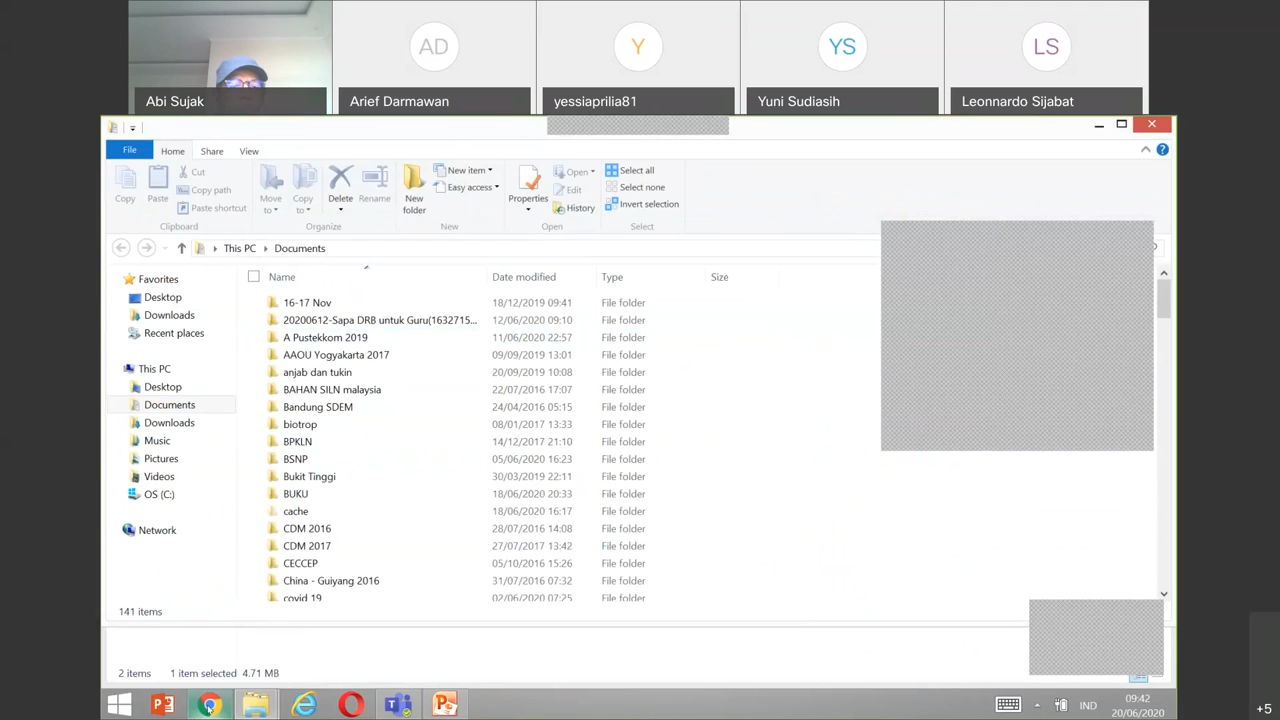 AD
Y
YS
LS
Abi Sujak
Arief Darmawan
yessiaprilia81
Yuni Sudiasih
Leonnardo Sijabat
File Home Share View
Copy
Paste
Cut
Copy path
Paste shortcut
Clipboard
Move to
Copy to
Delete
Rename
Organize
New folder
New item
Easy access
New
Properties
Open
Edit
History
Open
Select all
Select none
Invert selection
Select
This PC Documents
Favorites
Desktop
Downloads
Recent places
This PC
Desktop
Documents
Downloads
Music
Pictures
Videos
OS (C:)
Network
Name Date modified Type Size
16-17 Nov 18/12/2019 09:41 File folder
20200612-Sapa DRB untuk Guru(1632715... 12/06/2020 09:10 File folder
A Pustekkom 2019 11/06/2020 22:57 File folder
AAOU Yogyakarta 2017 09/09/2019 13:01 File folder
anjab dan tukin 20/09/2019 10:08 File folder
BAHAN SILN malaysia 22/07/2016 17:07 File folder
Bandung SDEM 24/04/2016 05:15 File folder
biotrop 08/01/2017 13:33 File folder
BPKLN 14/12/2017 21:10 File folder
BSNP 05/06/2020 16:23 File folder
Bukit Tinggi 30/03/2019 22:11 File folder
BUKU 18/06/2020 20:33 File folder
cache 18/06/2020 16:17 File folder
CDM 2016 28/07/2016 14:08 File folder
CDM 2017 27/07/2017 13:42 File folder
CECCEP 05/10/2016 15:26 File folder
China - Guiyang 2016 31/07/2016 07:32 File folder
covid 19 02/06/2020 07:25 File folder
141 items
2 items 1 item selected 4.71 MB
IND
09:42
20/06/2020
+5